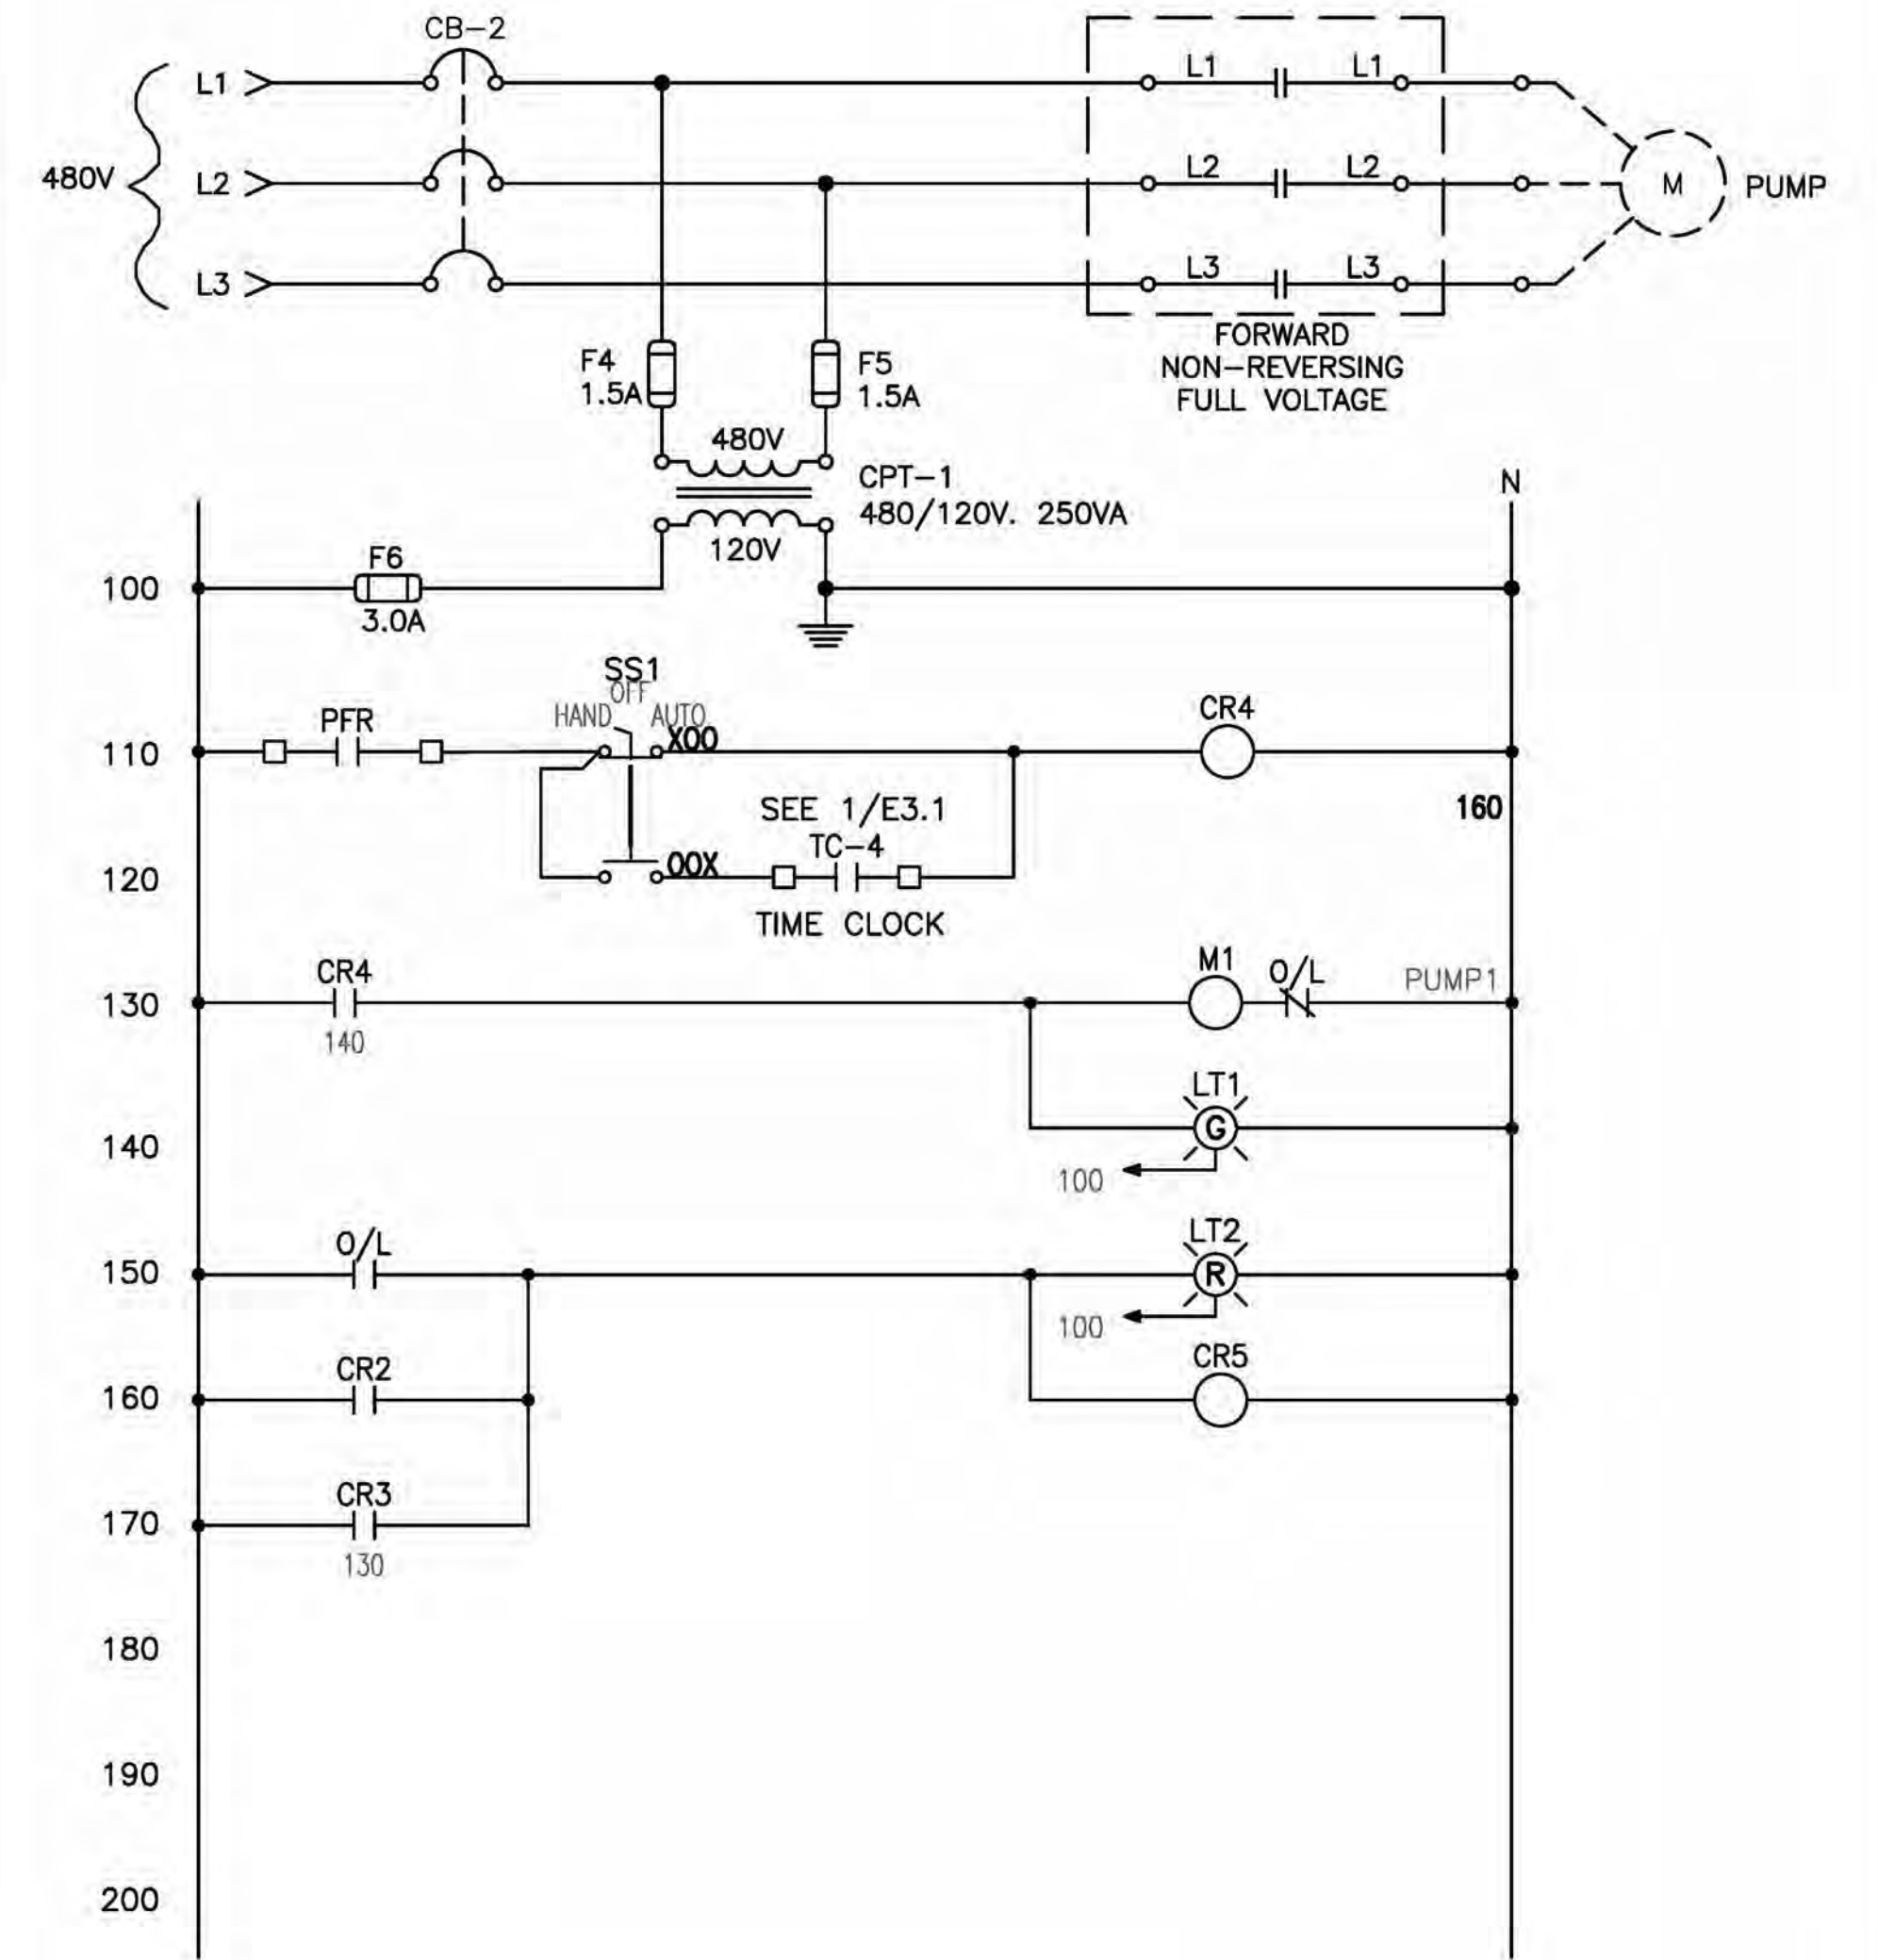 CB-2
L1
L2
L3
480V
L1 L1
L2 L2
L3 L3
M
PUMP
FORWARD
NON-REVERSING
FULL VOLTAGE
F4
1.5A
F5
1.5A
480V
120V
CPT-1
480/120V. 250VA
N
100
F6
3.0A
SS1
OFF
HAND AUTO
X00
110
PFR
CR4
160
SEE 1/E3.1
TC-4
00X
120
TIME CLOCK
130
CR4
140
M1
O/L
PUMP1
LT1
G
140
100
150
O/L
LT2
R
100
160
CR2
CR5
170
CR3
130
180
190
200